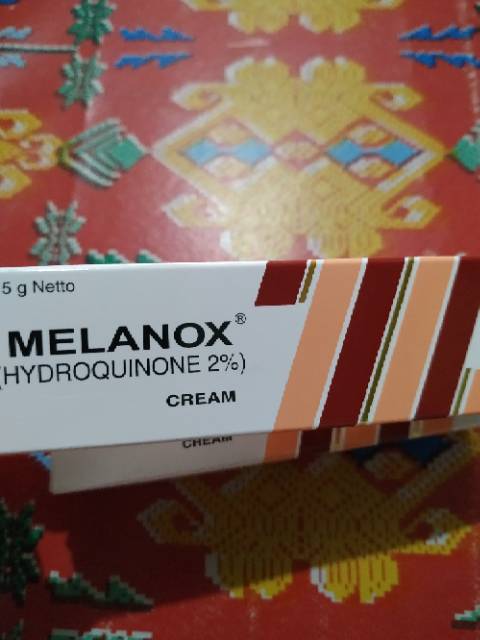 5 g Netto
MELANOX®
(HYDROQUINONE 2%)
CREAM
CREAM